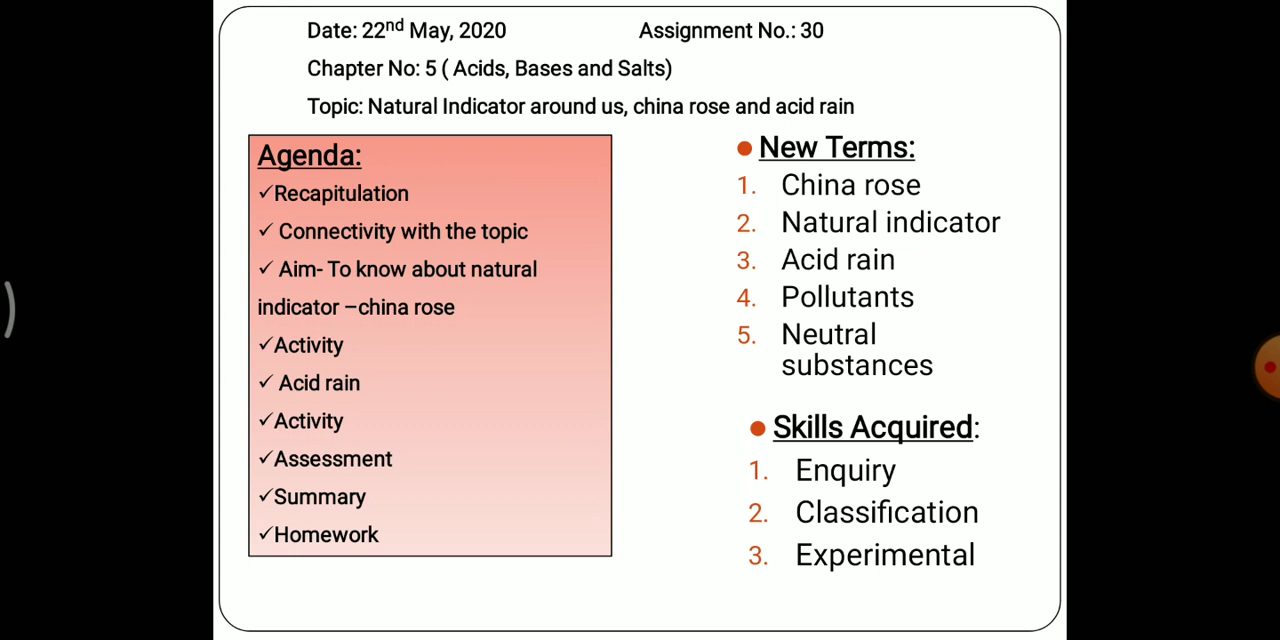 Date: 22nd May, 2020 Assignment No.: 30
Chapter No: 5 ( Acids, Bases and Salts)
Topic: Natural Indicator around us, china rose and acid rain
Agenda:
✓Recapitulation
✓ Connectivity with the topic
✓ Aim- To know about natural
indicator –china rose
✓Activity
✓ Acid rain
✓Activity
✓Assessment
✓Summary
✓Homework
● New Terms:
1. China rose
2. Natural indicator
3. Acid rain
4. Pollutants
5. Neutral
substances
● Skills Acquired:
1. Enquiry
2. Classification
3. Experimental